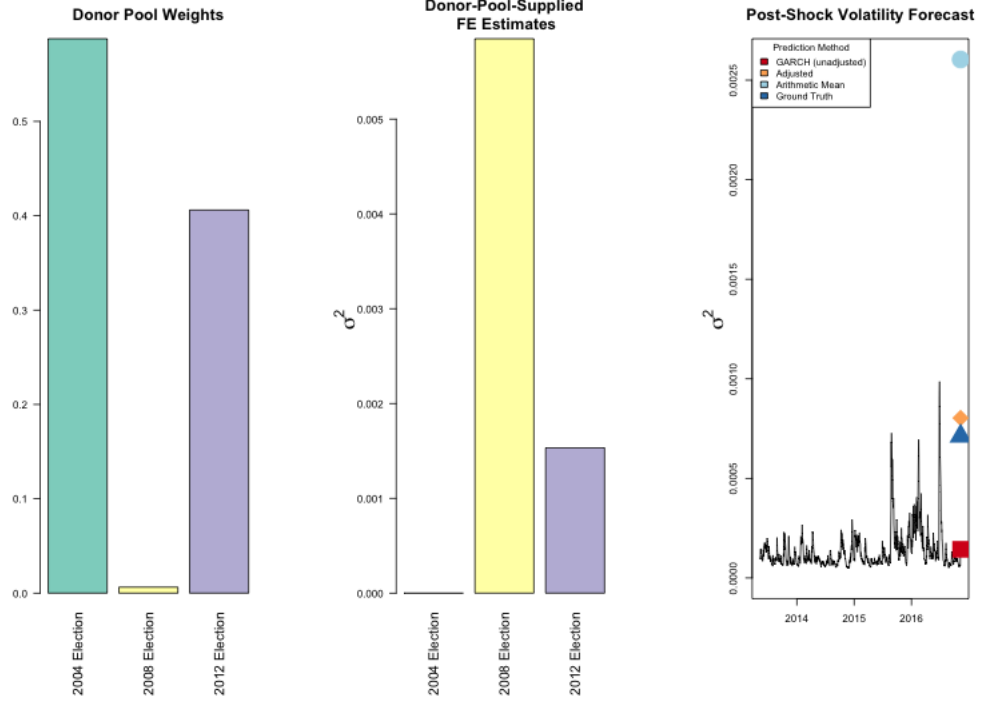 Donor Pool Weights
0.5
0.4
0.3
0.2
0.1
0.0
2004 Election
2008 Election
2012 Election
Donor-Pool-Supplied
FE Estimates
σ²
0.005
0.004
0.003
0.002
0.001
0.000
2004 Election
2008 Election
2012 Election
Post-Shock Volatility Forecast
σ²
0.0025
0.0020
0.0015
0.0010
0.0005
0.0000
Prediction Method
GARCH (unadjusted)
Adjusted
Arithmetic Mean
Ground Truth
2014
2015
2016